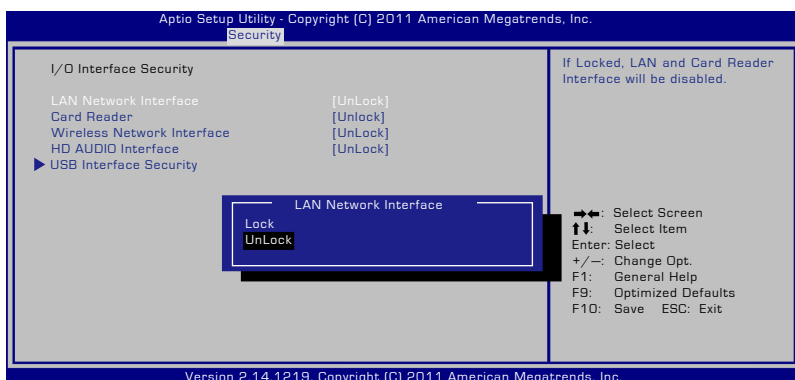 Aptio Setup Utility - Copyright (C) 2011 American Megatrends, Inc.
Security
I/O Interface Security
LAN Network Interface [UnLock]
Card Reader [Unlock]
Wireless Network Interface [UnLock]
HD AUDIO Interface [UnLock]
USB Interface Security
If Locked, LAN and Card Reader
Interface will be disabled.
LAN Network Interface
Lock
UnLock
→←: Select Screen
↑↓: Select Item
Enter: Select
+/—: Change Opt.
F1: General Help
F9: Optimized Defaults
F10: Save ESC: Exit
Version 2.14.1219. Copyright (C) 2011 American Megatrends, Inc.